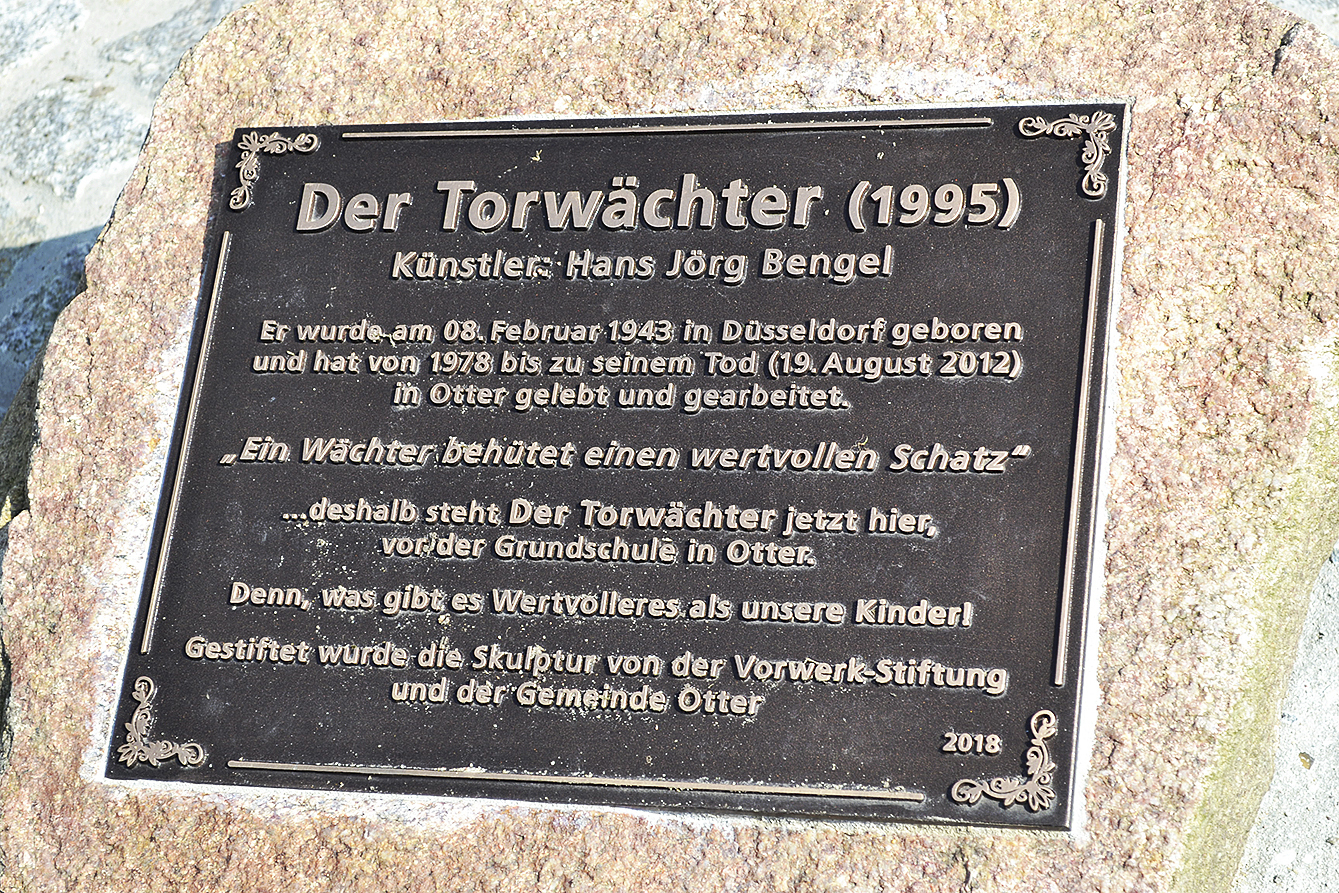 Der Torwächter (1995)
Künstler: Hans Jörg Bengel
Er wurde am 08. Februar 1943 in Düsseldorf geboren
und hat von 1978 bis zu seinem Tod (19. August 2012)
in Otter gelebt und gearbeitet.
„Ein Wächter behütet einen wertvollen Schatz“
...deshalb steht Der Torwächter jetzt hier,
vor der Grundschule in Otter.
Denn, was gibt es Wertvolleres als unsere Kinder!
Gestiftet wurde die Skulptur von der Vorwerk-Stiftung
und der Gemeinde Otter
2018